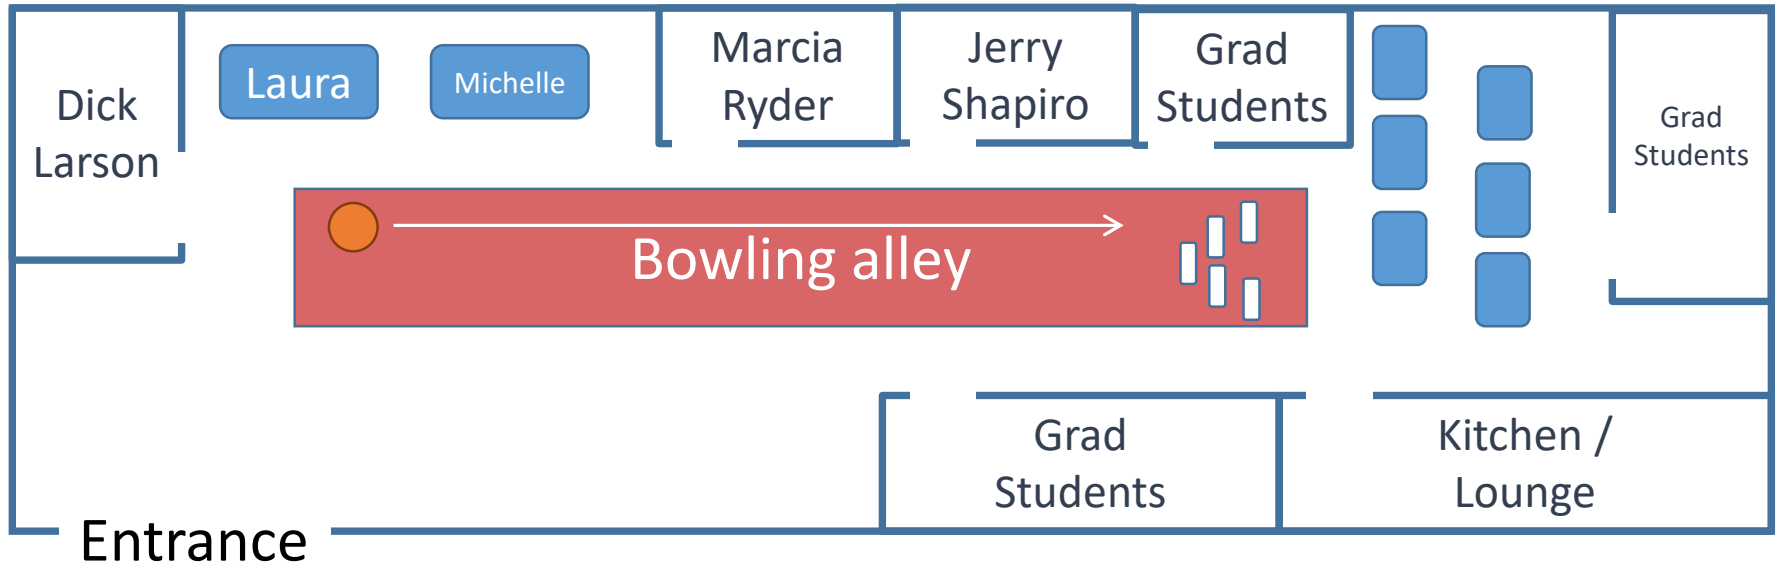 Dick
Larson
Laura
Michelle
Marcia
Ryder
Jerry
Shapiro
Grad
Students
Grad
Students
Bowling alley
Grad
Students
Kitchen /
Lounge
Entrance